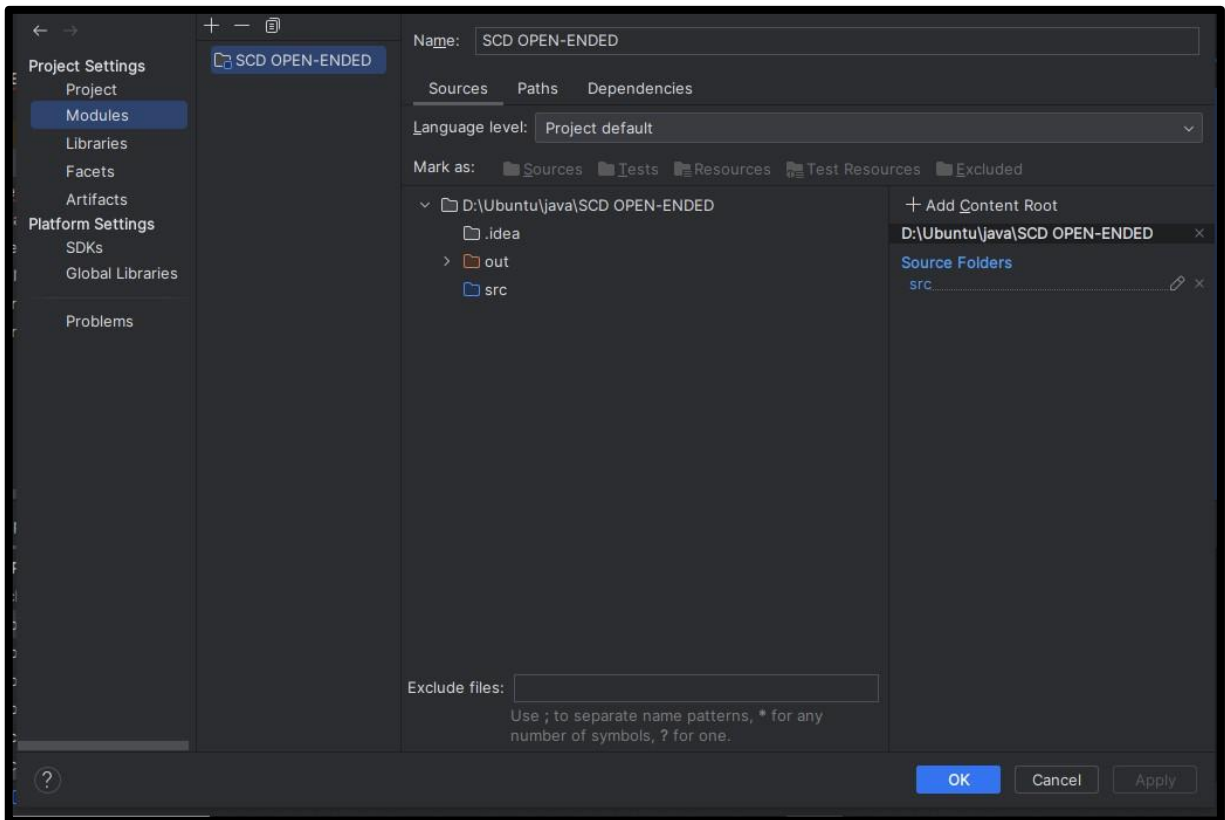 Project Settings
Project
Modules
Libraries
Facets
Artifacts
Platform Settings
SDKs
Global Libraries
Problems
SCD OPEN-ENDED
Name: SCD OPEN-ENDED
Sources Paths Dependencies
Language level: Project default
Mark as: Sources Tests Resources Test Resources Excluded
D:\Ubuntu\java\SCD OPEN-ENDED
.idea
out
src
Exclude files:
Use ; to separate name patterns, * for any
number of symbols, ? for one.
+ Add Content Root
D:\Ubuntu\java\SCD OPEN-ENDED
Source Folders
src
?
OK Cancel Apply